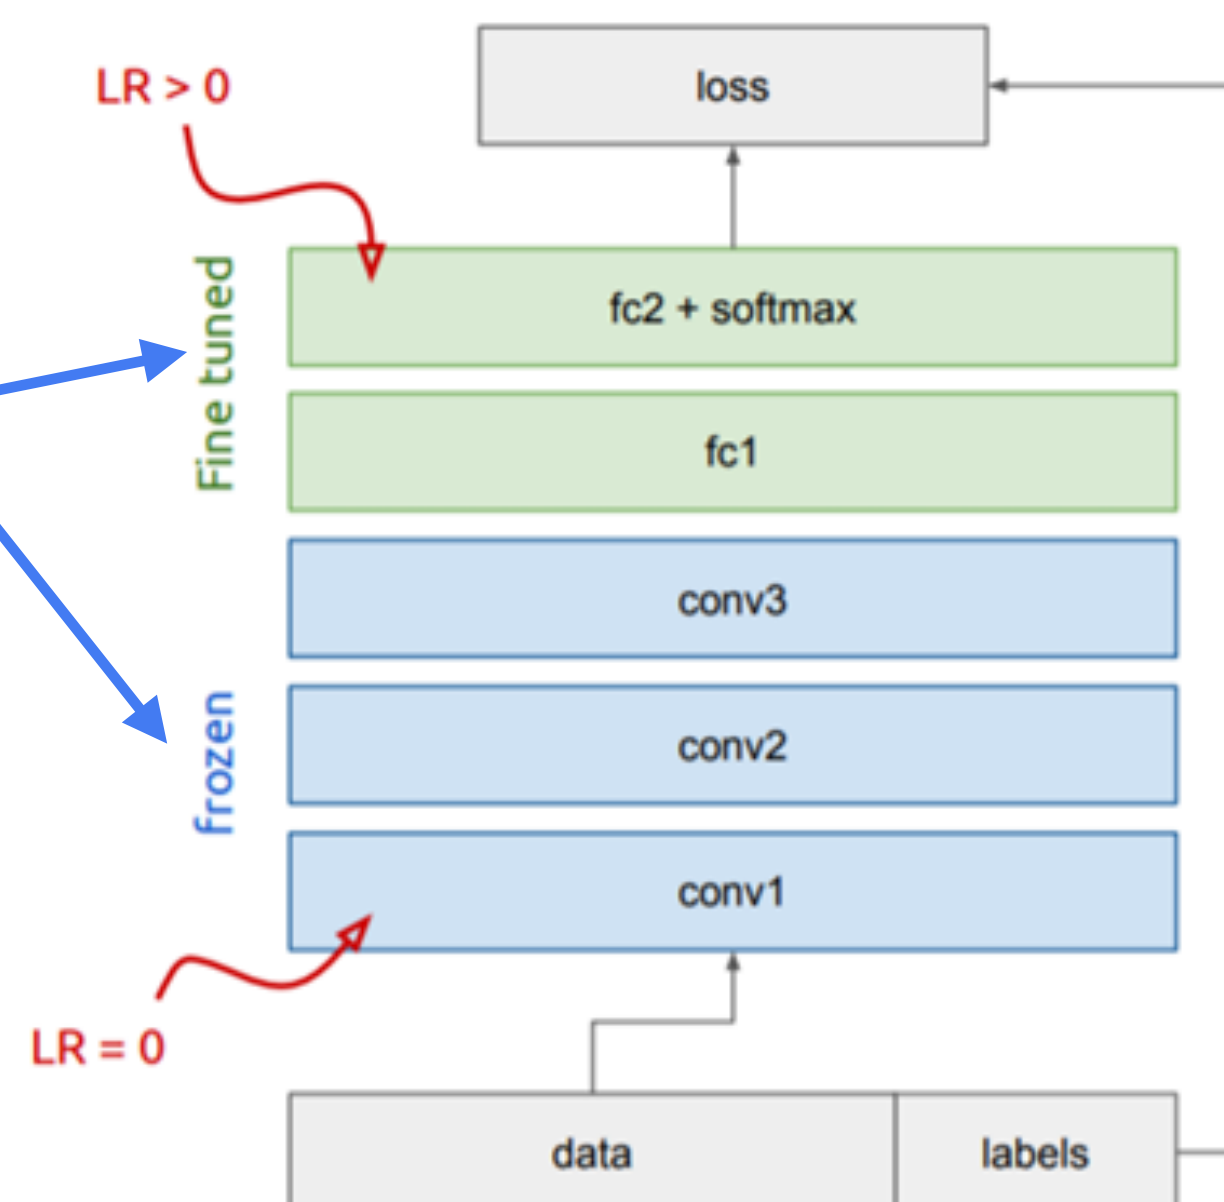 loss
LR > 0
Fine tuned
fc2 + softmax
fc1
conv3
frozen
conv2
conv1
LR = 0
data
labels